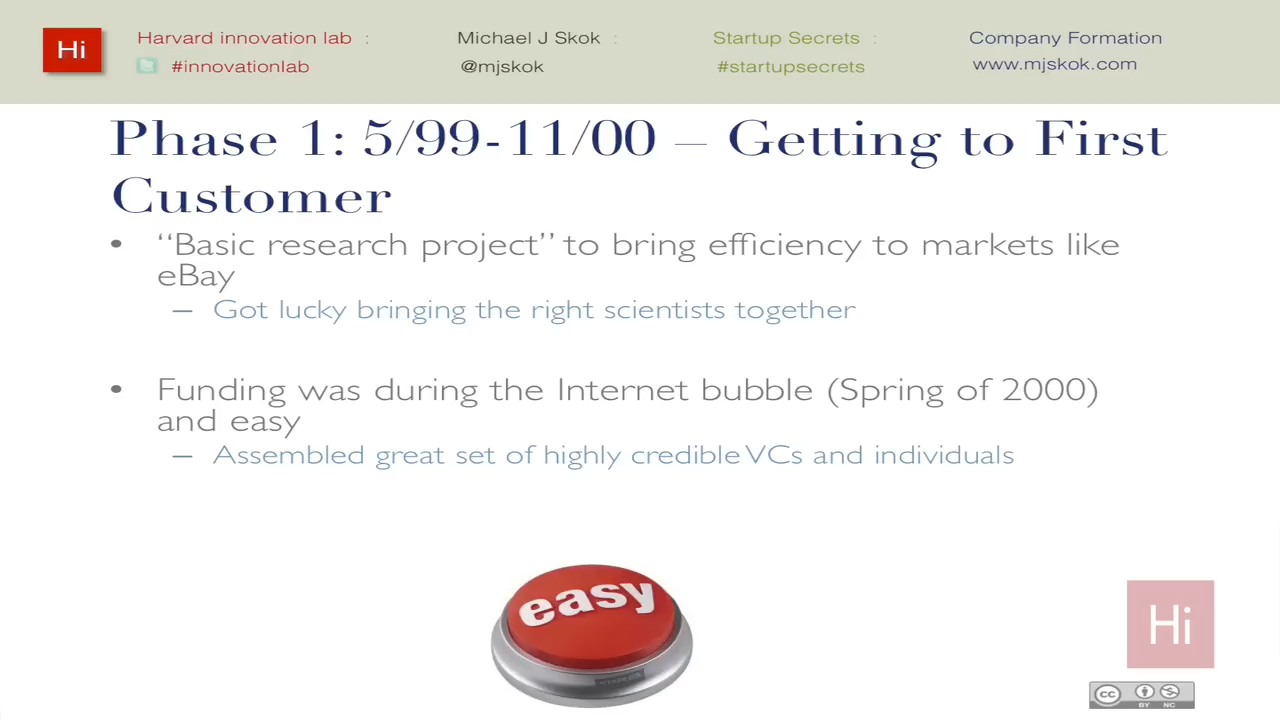 Hi
Harvard innovation lab :
#innovationlab
Michael J Skok :
@mjskok
Startup Secrets :
#startupsecrets
Company Formation
www.mjskok.com
Phase 1: 5/99-11/00 – Getting to First
Customer
• “Basic research project” to bring efficiency to markets like
eBay
– Got lucky bringing the right scientists together
• Funding was during the Internet bubble (Spring of 2000)
and easy
– Assembled great set of highly credible VCs and individuals
easy
Hi
cc
BY NC